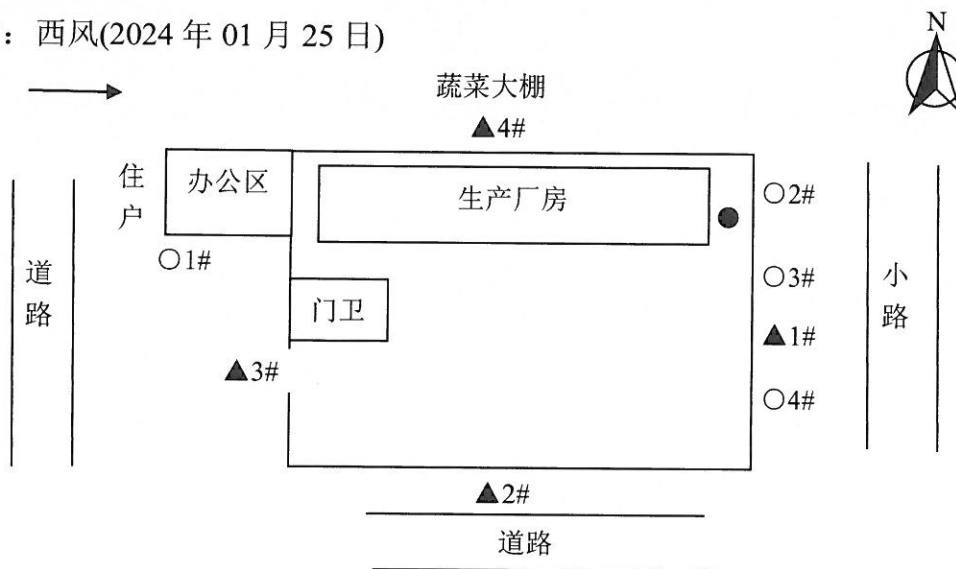 ：西风(2024 年 01 月 25 日)
N
蔬菜大棚
▲4#
住户
办公区
生产厂房
○2#
○1#
道路
门卫
○3#
小路
▲1#
▲3#
○4#
▲2#
道路